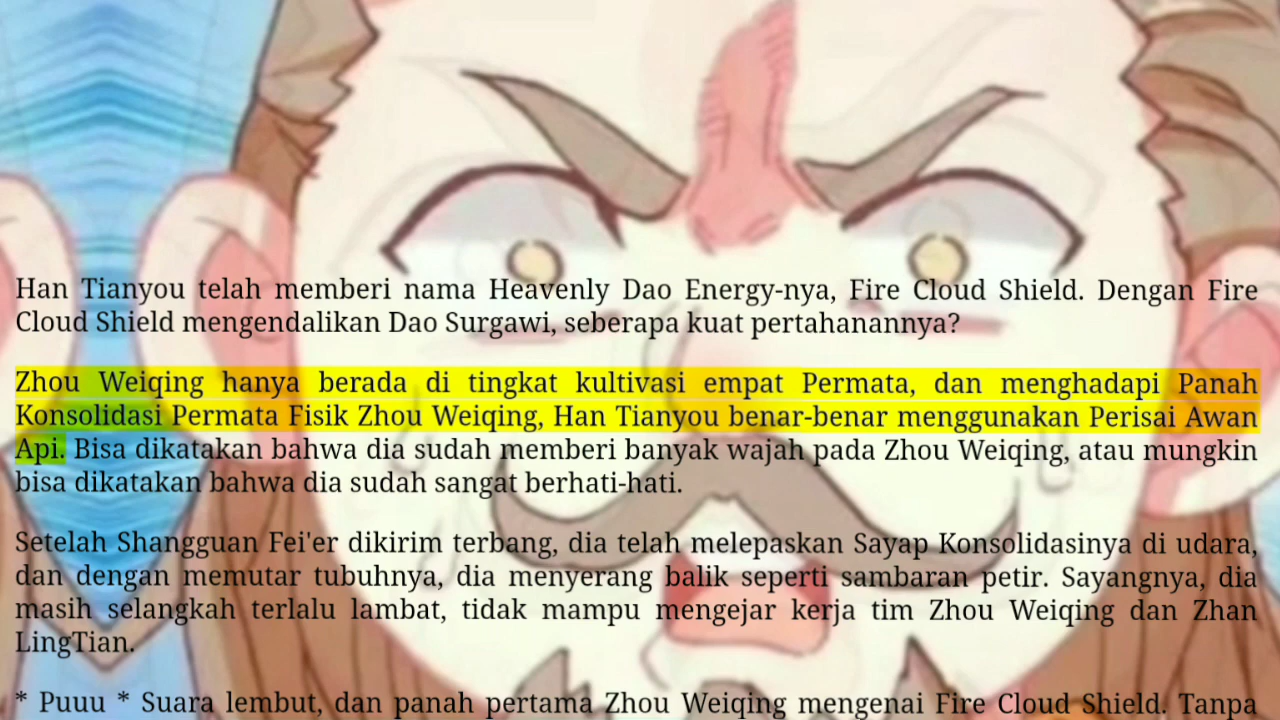 Han Tianyou telah memberi nama Heavenly Dao Energy-nya, Fire Cloud Shield. Dengan Fire
Cloud Shield mengendalikan Dao Surgawi, seberapa kuat pertahanannya?
Zhou Weiqing hanya berada di tingkat kultivasi empat Permata, dan menghadapi Panah
Konsolidasi Permata Fisik Zhou Weiqing, Han Tianyou benar-benar menggunakan Perisai Awan
Api. Bisa dikatakan bahwa dia sudah memberi banyak wajah pada Zhou Weiqing, atau mungkin
bisa dikatakan bahwa dia sudah sangat berhati-hati.
Setelah Shangguan Fei'er dikirim terbang, dia telah melepaskan Sayap Konsolidasinya di udara,
dan dengan memutar tubuhnya, dia menyerang balik seperti sambaran petir. Sayangnya, dia
masih selangkah terlalu lambat, tidak mampu mengejar kerja tim Zhou Weiqing dan Zhan
LingTian.
* Puuu * Suara lembut, dan panah pertama Zhou Weiqing mengenai Fire Cloud Shield. Tanpa